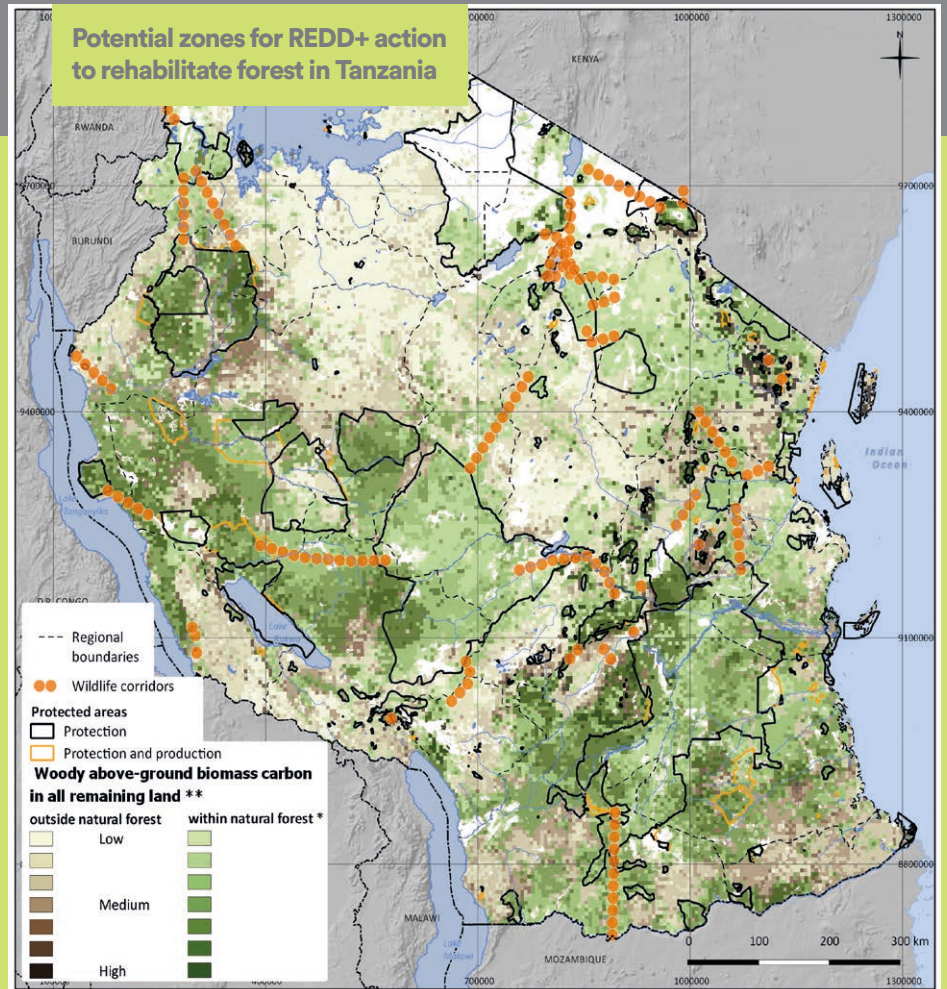 Potential zones for REDD+ action
to rehabilitate forest in Tanzania
1000000
1300000
N
KENYA
RWANDA
9700000
BURUNDI
9400000
9400000
Indian
Ocean
Lake
Tanganyika
D.R. CONGO
Lake
Rukwa
9100000
Regional
boundaries
Wildlife corridors
Protected areas
Protection
Protection and production
Woody above-ground biomass carbon
in all remaining land **
outside natural forest
within natural forest *
Low
Medium
High
8800000
MALAWI
Lake
Malawi
MOZAMBIQUE
0 100 200 300 km
700000
1000000
1300000